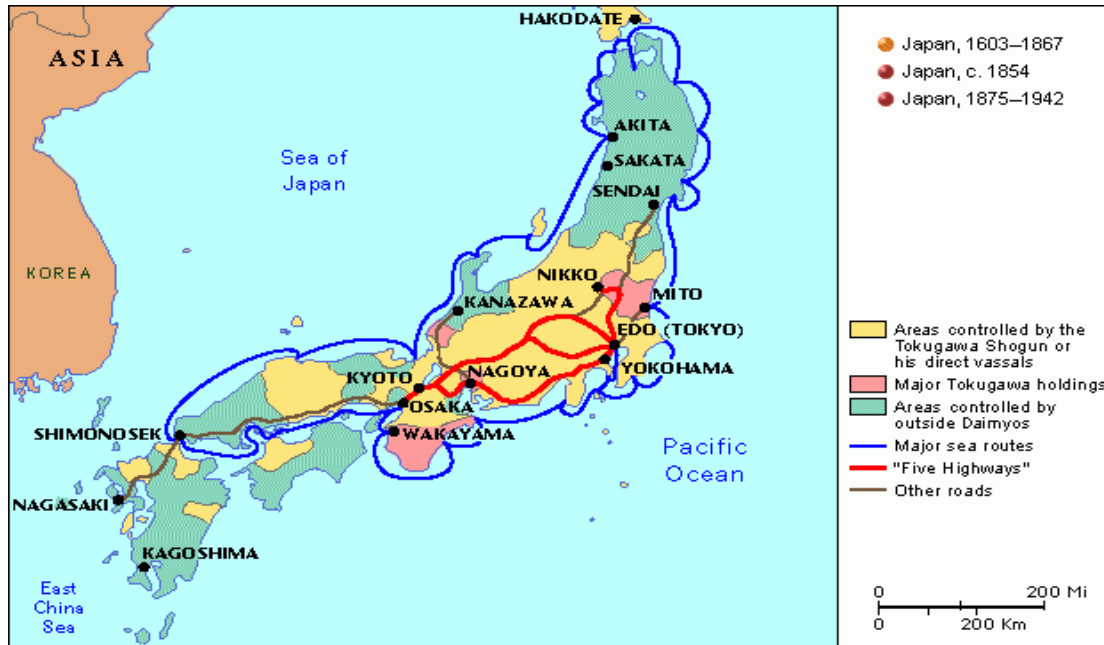 HAKODATE
ASIA
AKITA
SAKATA
Sea of
Japan
SENDAI
KOREA
NIKKO
MITO
KANAZAWA
EDO (TOKYO)
YOKOHAMA
KYOTO
NAGOYA
OSAKA
SHIMONOSEK
WAKAYAMA
Pacific
Ocean
NAGASAKI
KAGOSHIMA
East
China
Sea
Japan, 1603–1867
Japan, c. 1854
Japan, 1875–1942
Areas controlled by the
Tokugawa Shogun or
his direct vassals
Major Tokugawa holdings
Areas controlled by
outside Daimyos
Major sea routes
"Five Highways"
Other roads
0 200 Mi
0 200 Km